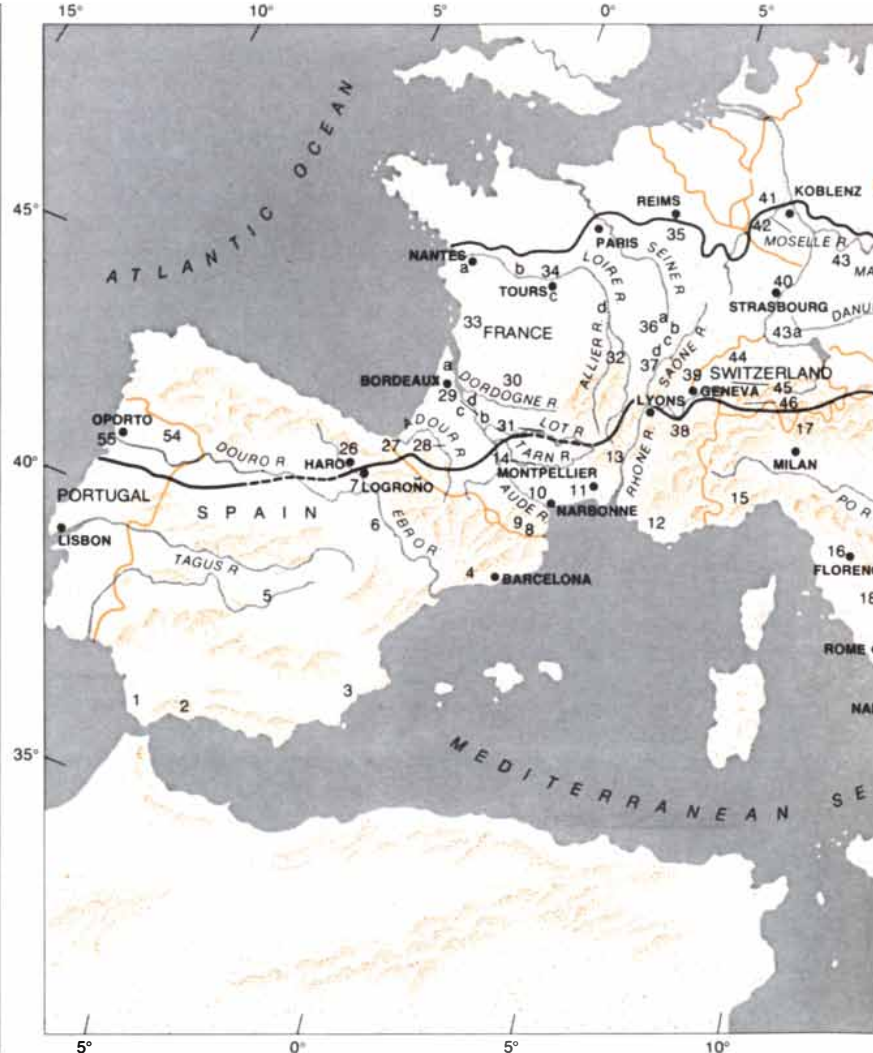 15° 10° 5° 0° 5°
ATLANTIC OCEAN
45°
REIMS
35
41
KOBLENZ
42
MOSELLE R.
43
MA
PARIS
NANTES
a
b
34
TOURS
c
LOIRE R
SEINE R
40
STRASBOURG
DANU
43a
33
FRANCE
d
36
a
b
c
d
37
SAÔNE R.
ALLIER R.
32
44
SWITZERLAND
39
GENEVA
45
46
a
BORDEAUX
29
30
DORDOGNE R
d
c
b
LYONS
38
17
MILAN
31
LOT R
OPORTO
55
54
DOURO R
26
HARO
27
28
ADOUR R
14
TARN R
13
MONTPELLIER
RHÔNE R.
7
LOGRONO
40°
PORTUGAL
SPAIN
6
EBRO R
AUDE R.
10
11
NARBONNE
9
8
12
15
PO R
LISBON
TAGUS R
4
BARCELONA
16
FLORENC
5
18
ROME
1
2
3
NA
35°
MEDITERRANEAN SE
5° 0° 5° 10°